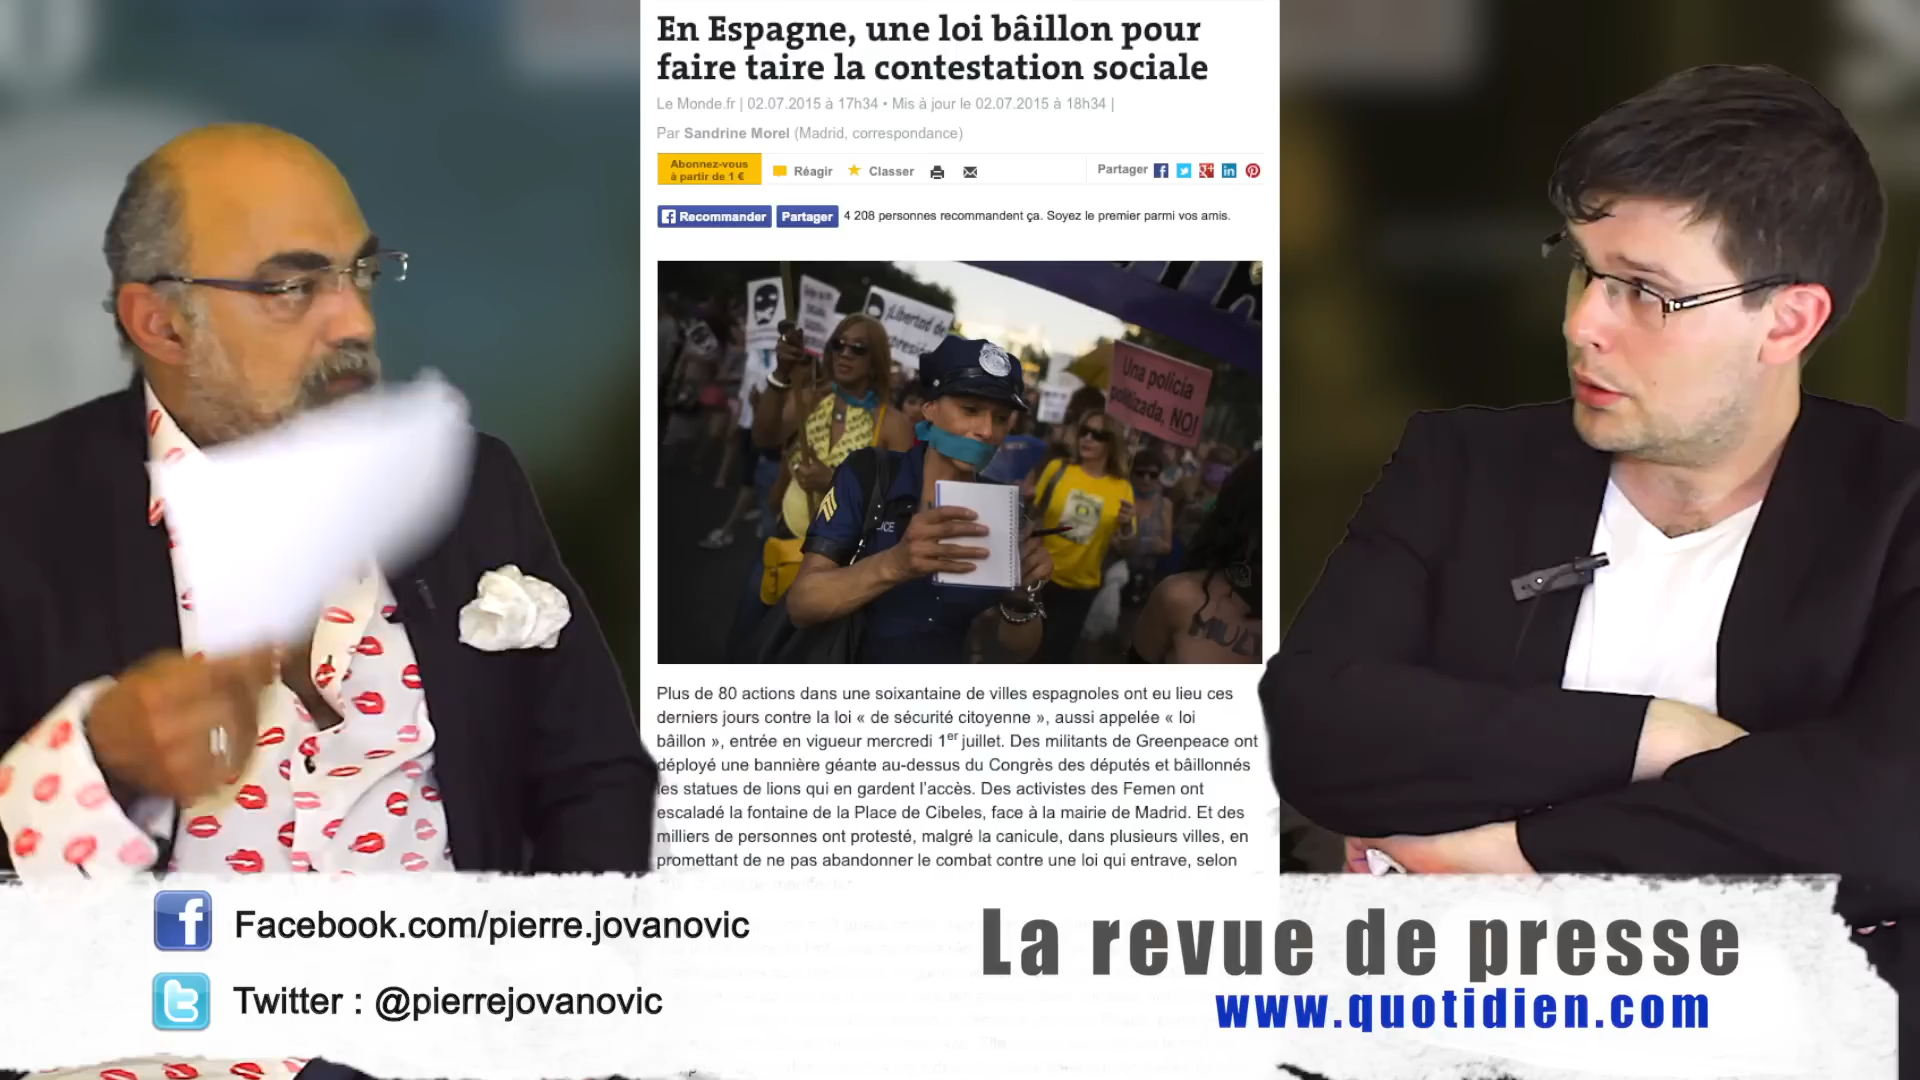 En Espagne, une loi bâillon pour
faire taire la contestation sociale
Le Monde.fr | 02.07.2015 à 17h34 • Mis à jour le 02.07.2015 à 18h34 |
Par Sandrine Morel (Madrid, correspondance)
Abonnez-vous
à partir de 1 €
Réagir
Classer
Partager
Recommander
Partager
4 208 personnes recommandent ça. Soyez le premier parmi vos amis.
¡Libertad de
Una policía
politizada, NO!
Plus de 80 actions dans une soixantaine de villes espagnoles ont eu lieu ces
derniers jours contre la loi « de sécurité citoyenne », aussi appelée « loi
bâillon », entrée en vigueur mercredi 1er juillet. Des militants de Greenpeace ont
déployé une bannière géante au-dessus du Congrès des députés et bâillonnés
les statues de lions qui en gardent l'accès. Des activistes des Femen ont
escaladé la fontaine de la Place de Cibeles, face à la mairie de Madrid. Et des
milliers de personnes ont protesté, malgré la canicule, dans plusieurs villes, en
promettant de ne pas abandonner le combat contre une loi qui entrave, selon
Facebook.com/pierre.jovanovic
Twitter : @pierrejovanovic
La revue de presse
www.quotidien.com